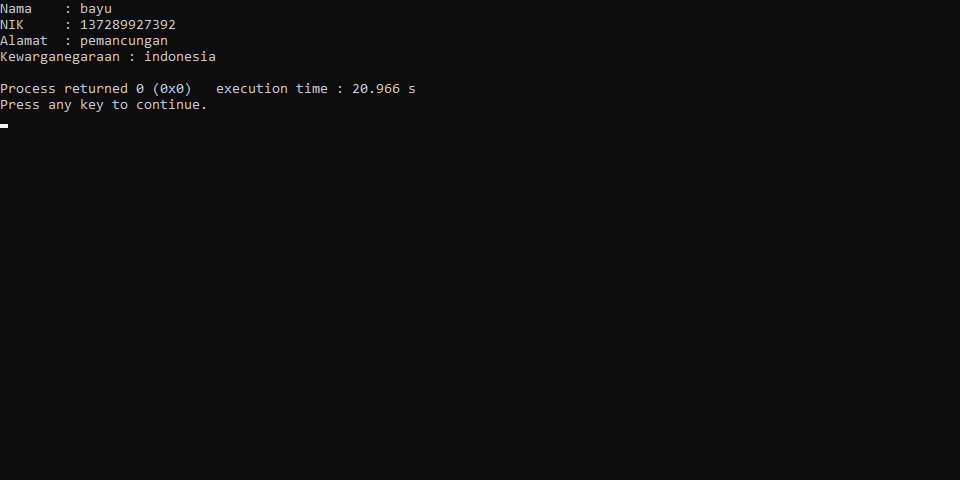 Nama    : bayu
NIK     : 137289927392
Alamat  : pemancungan
Kewarganegaraan : indonesia
Process returned 0 (0x0)   execution time : 20.966 s
Press any key to continue.